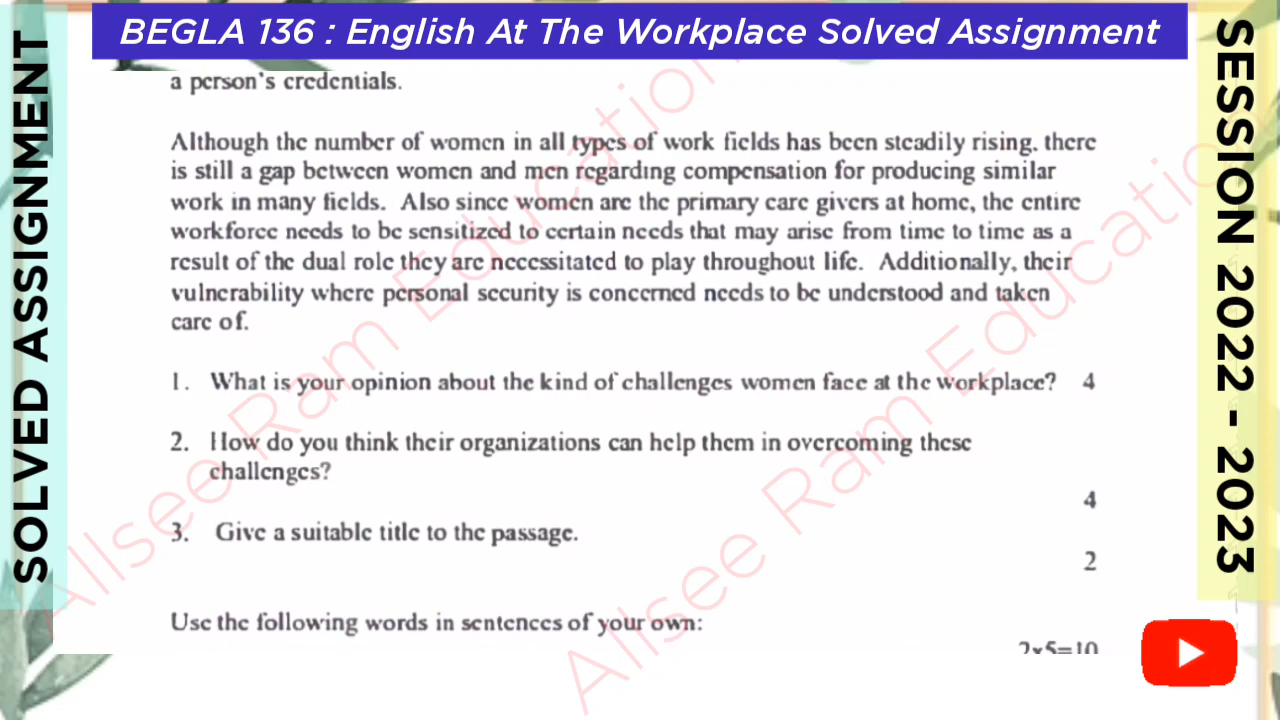 BEGLA 136 : English At The Workplace Solved Assignment
SOLVED ASSIGNMENT
SESSION 2022 - 2023
a person's credentials.
Although the number of women in all types of work fields has been steadily rising, there
is still a gap between women and men regarding compensation for producing similar
work in many fields. Also since women are the primary care givers at home, the entire
workforce needs to be sensitized to certain needs that may arise from time to time as a
result of the dual role they are necessitated to play throughout life. Additionally, their
vulnerability where personal security is concerned needs to be understood and taken
care of.
1. What is your opinion about the kind of challenges women face at the workplace? 4
2. How do you think their organizations can help them in overcoming these
challenges?
4
3. Give a suitable title to the passage.
2
Use the following words in sentences of your own:
2x5=10
Allsee Ram Education
Allsee Ram Educatio